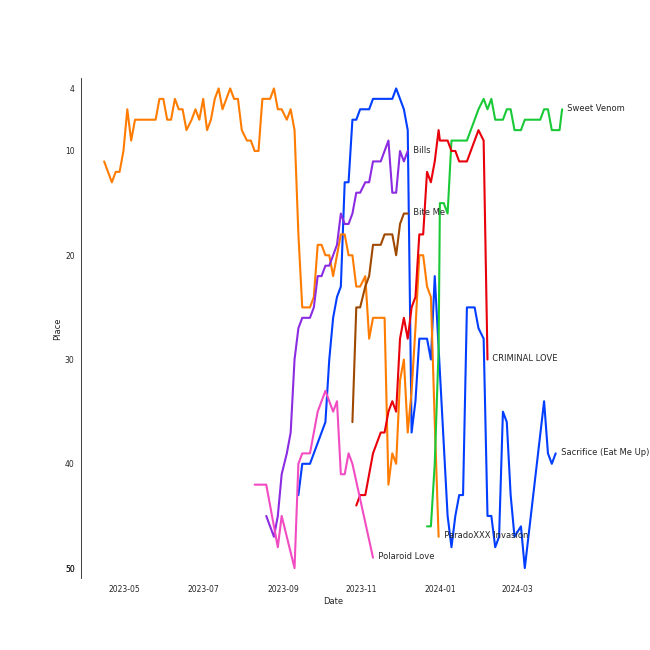 4
Sweet Venom
10
Bills
Bite Me
20
Place
30
CRIMINAL LOVE
40
Sacrifice (Eat Me Up)
ParadoXXX Invasion
Polaroid Love
50
2023-05
2023-07
2023-09
2023-11
2024-01
2024-03
Date